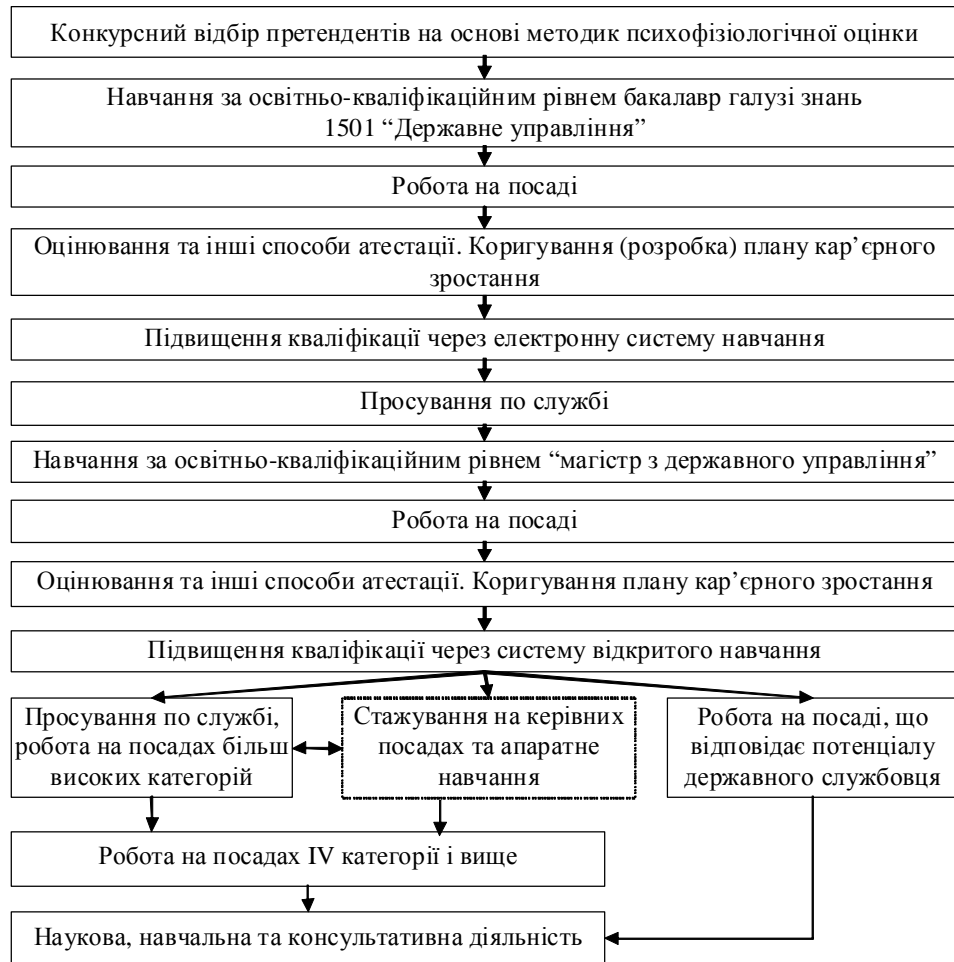 Конкурсний відбір претендентів на основі методик психофізіологічної оцінки
Навчання за освітньо-кваліфікаційним рівнем бакалавр галузі знань
1501 “Державне управління”
Робота на посаді
Оцінювання та інші способи атестації. Коригування (розробка) плану кар’єрного
зростання
Підвищення кваліфікації через електронну систему навчання
Просування по службі
Навчання за освітньо-кваліфікаційним рівнем “магістр з державного управління”
Робота на посаді
Оцінювання та інші способи атестації. Коригування плану кар’єрного зростання
Підвищення кваліфікації через систему відкритого навчання
Просування по службі,
робота на посадах більш
високих категорій
Стажування на керівних
посадах та апаратне
навчання
Робота на посаді, що
відповідає потенціалу
державного службовця
Робота на посадах IV категорії і вище
Наукова, навчальна та консультативна діяльність